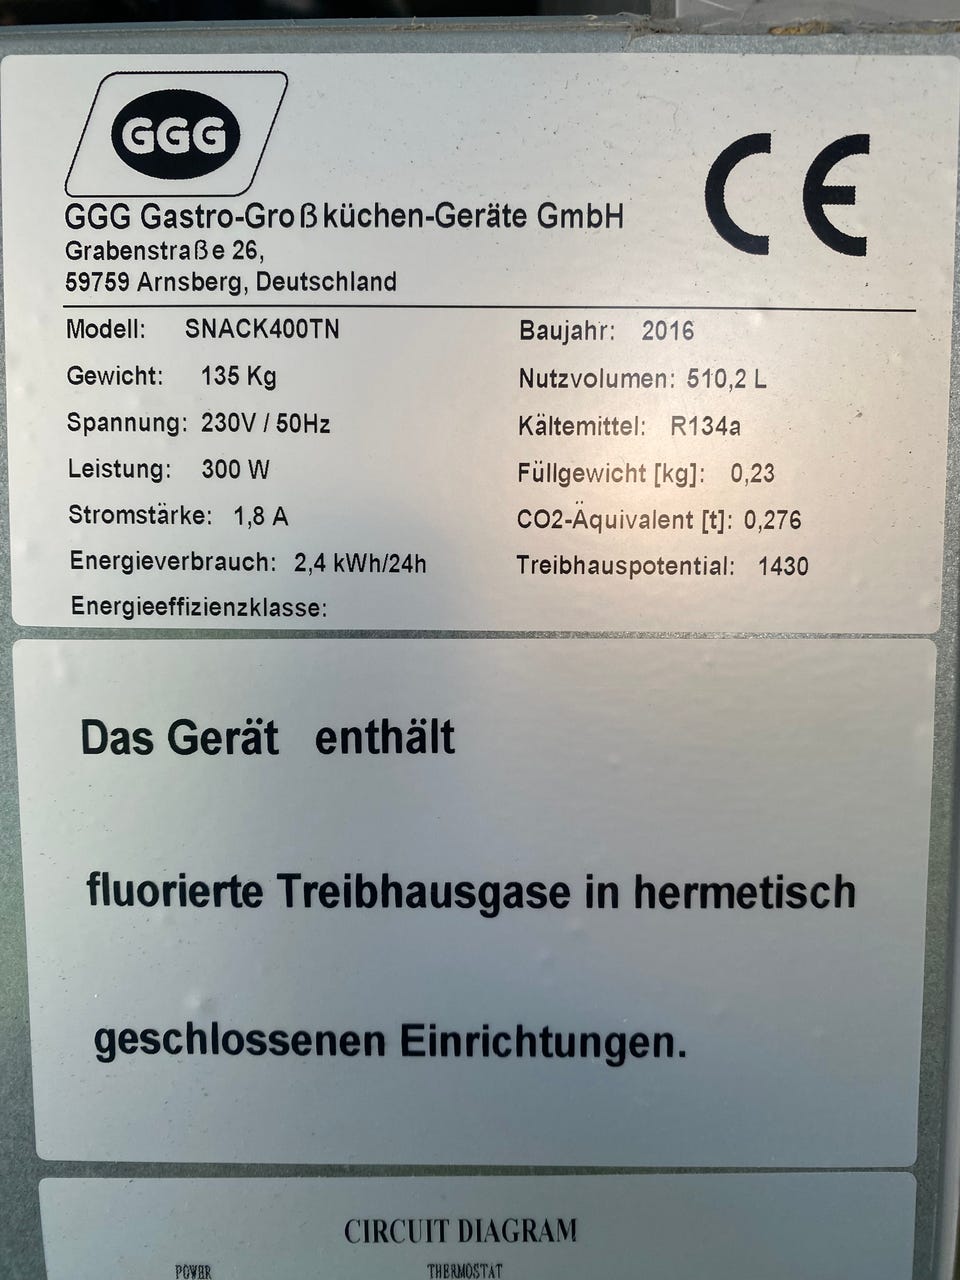 GGG
CE
GGG Gastro-Großküchen-Geräte GmbH
Grabenstraße 26,
59759 Arnsberg, Deutschland
Modell: SNACK400TN
Baujahr: 2016
Gewicht: 135 Kg
Nutzvolumen: 510,2 L
Spannung: 230V / 50Hz
Kältemittel: R134a
Leistung: 300 W
Füllgewicht [kg]: 0,23
Stromstärke: 1,8 A
CO2-Äquivalent [t]: 0,276
Energieverbrauch: 2,4 kWh/24h
Treibhauspotential: 1430
Energieeffizienzklasse:
Das Gerät enthält
fluorierte Treibhausgase in hermetisch
geschlossenen Einrichtungen.
CIRCUIT DIAGRAM
POWER THERMOSTAT